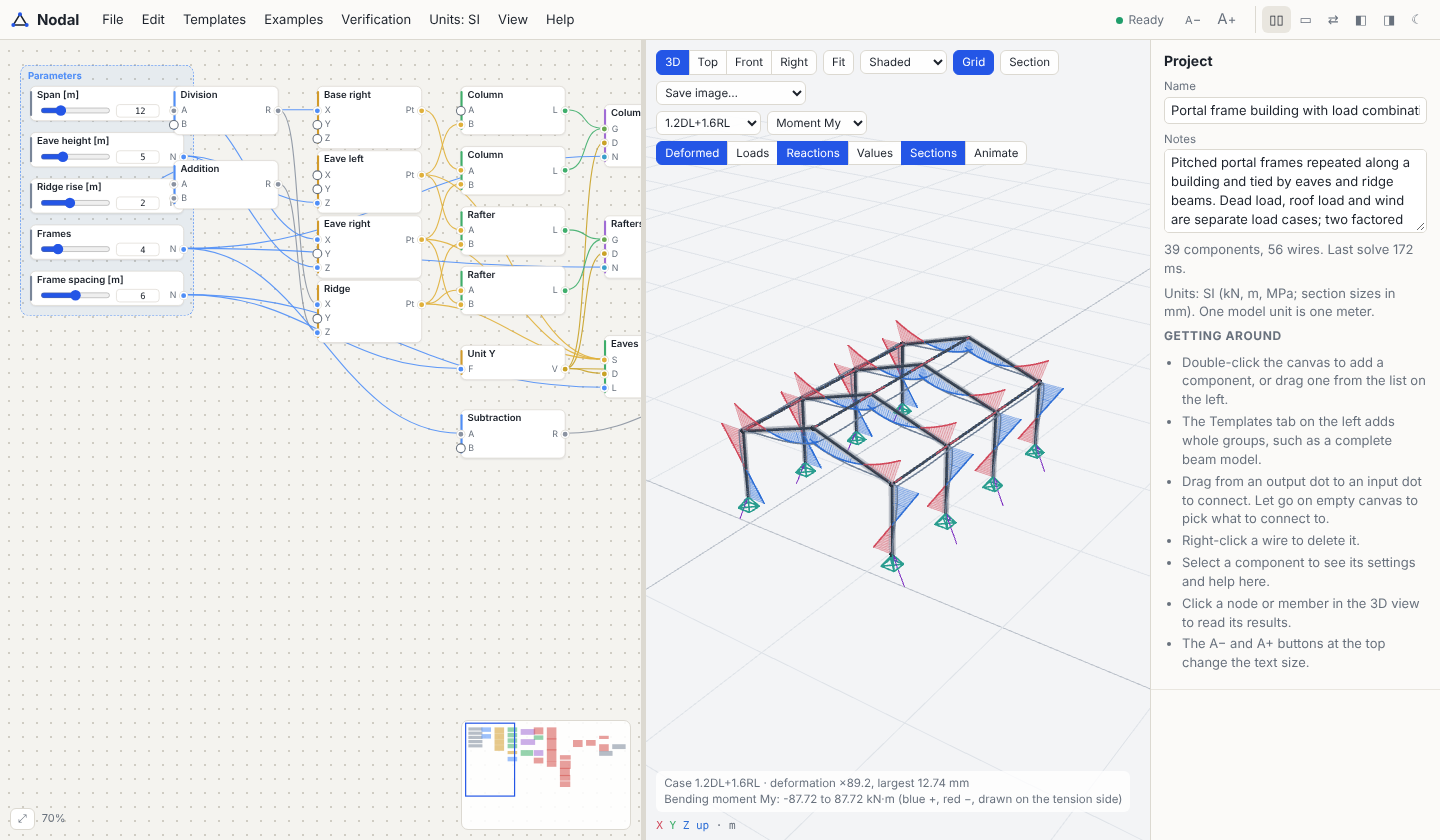 Nodal File Edit Templates Examples Verification Units: SI View Help Ready A− A+
Parameters
Span [m]
12
Eave height [m]
5 N
Ridge rise [m]
2
Frames
4 N
Frame spacing [m]
6 N
Division
A R
B
Addition
A R
B
Base right
X Pt
Y
Z
Eave left
X Pt
Y
Z
Eave right
X Pt
Y
Z
Ridge
X Pt
Y
Z
Column
A L
B
Column
A L
B
Rafter
A L
B
Rafter
A L
B
Unit Y
F V
Subtraction
A R
B
Colum
G
D
N
Rafters
G
D
N
Eaves
S
D
L
70%
3D Top Front Right Fit Shaded Grid Section
Save image...
1.2DL+1.6RL Moment My
Deformed Loads Reactions Values Sections Animate
Case 1.2DL+1.6RL · deformation ×89.2, largest 12.74 mm
Bending moment My: -87.72 to 87.72 kN·m (blue +, red −, drawn on the tension side)
X Y Z up · m
Project
Name
Portal frame building with load combinati
Notes
Pitched portal frames repeated along a
building and tied by eaves and ridge
beams. Dead load, roof load and wind
are separate load cases; two factored
39 components, 56 wires. Last solve 172
ms.
Units: SI (kN, m, MPa; section sizes in
mm). One model unit is one meter.
GETTING AROUND
• Double-click the canvas to add a
component, or drag one from the list on
the left.
• The Templates tab on the left adds
whole groups, such as a complete
beam model.
• Drag from an output dot to an input dot
to connect. Let go on empty canvas to
pick what to connect to.
• Right-click a wire to delete it.
• Select a component to see its settings
and help here.
• Click a node or member in the 3D view
to read its results.
• The A− and A+ buttons at the top
change the text size.